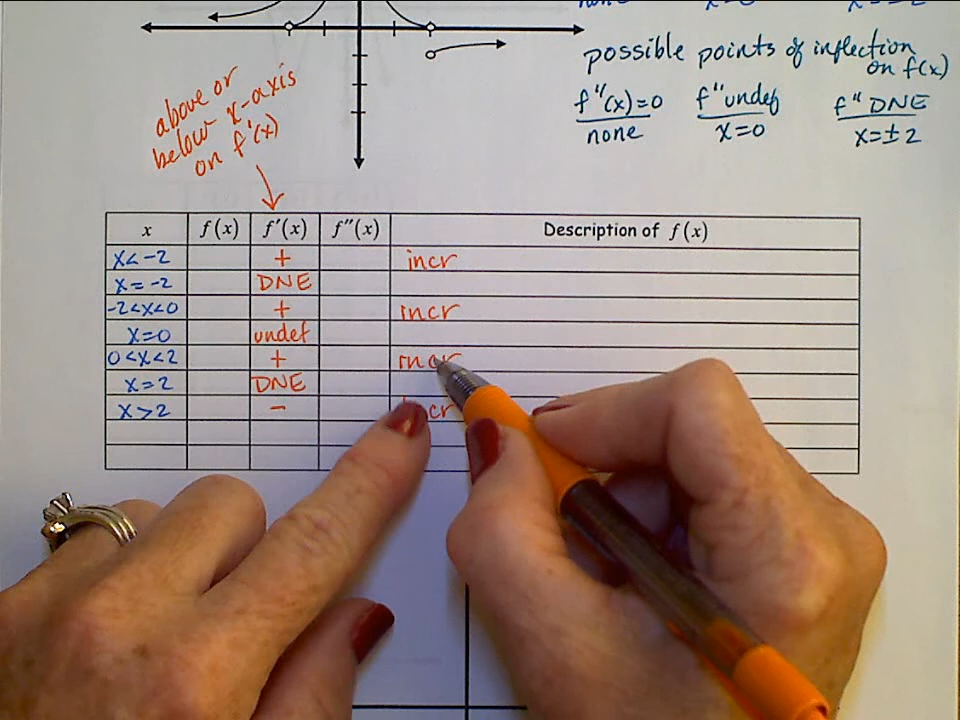 none
possible points of inflection
on f(x)
f"(x)=0 f" undef f" DNE
none x=0 x=±2
above or
below x-axis
on f'(x)
x f(x) f'(x) f"(x) Description of f(x)
x<-2 + incr
x=-2 DNE
-2<x<0 + incr
x=0 undef
0<x<2 + incr
x=2 DNE
x>2 -